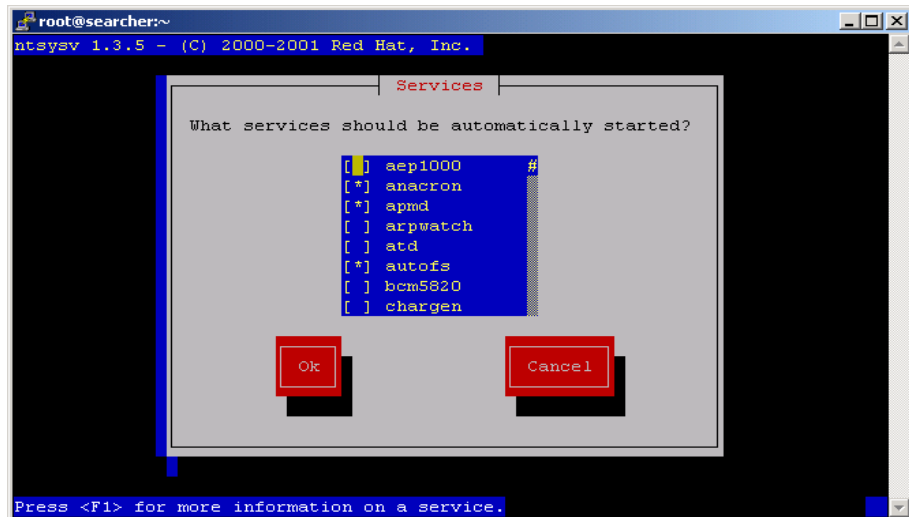 root@searcher:~
ntsysv 1.3.5 - (C) 2000-2001 Red Hat, Inc.
Services
What services should be automatically started?
[ ] aep1000 #
[*] anacron
[*] apmd
[ ] arpwatch
[ ] atd
[*] autofs
[ ] bcm5820
[ ] chargen
Ok Cancel
Press <F1> for more information on a service.